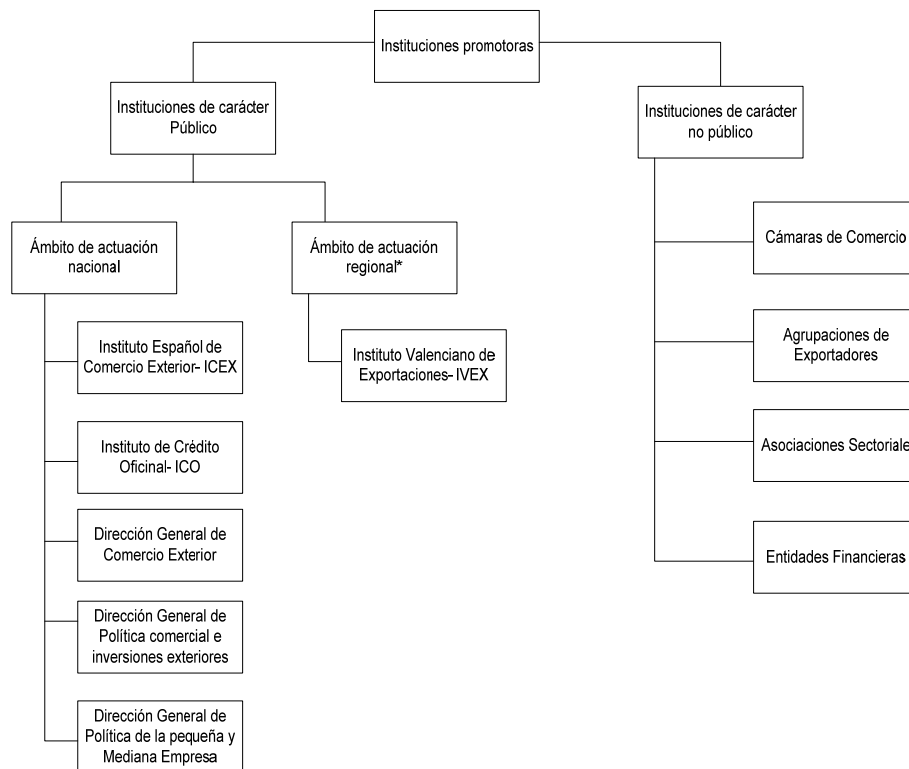 Instituciones promotoras
Instituciones de carácter
Público
Instituciones de carácter
no público
Ámbito de actuación
nacional
Ámbito de actuación
regional*
Instituto Español de
Comercio Exterior- ICEX
Instituto de Crédito
Oficinal- ICO
Dirección General de
Comercio Exterior
Dirección General de
Política comercial e
inversiones exteriores
Dirección General de
Política de la pequeña y
Mediana Empresa
Instituto Valenciano de
Exportaciones- IVEX
Cámaras de Comercio
Agrupaciones de
Exportadores
Asociaciones Sectoriale
Entidades Financieras